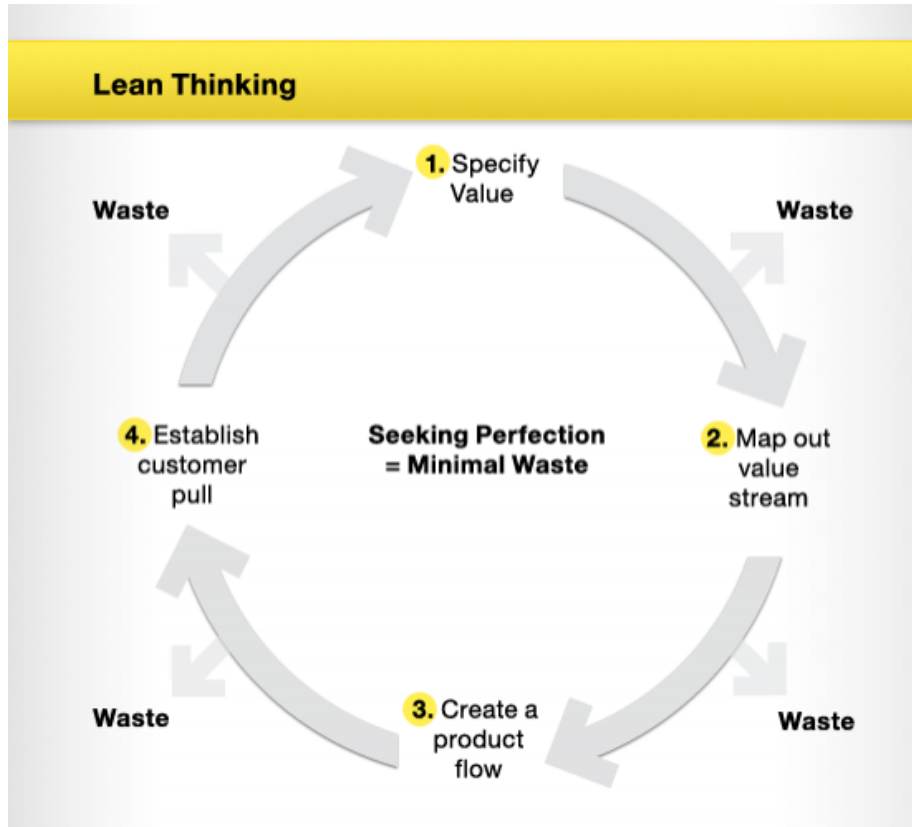 Lean Thinking
1. Specify
Value
Waste
Waste
4. Establish
customer
pull
Seeking Perfection
= Minimal Waste
2. Map out
value
stream
3. Create a
product
flow
Waste
Waste